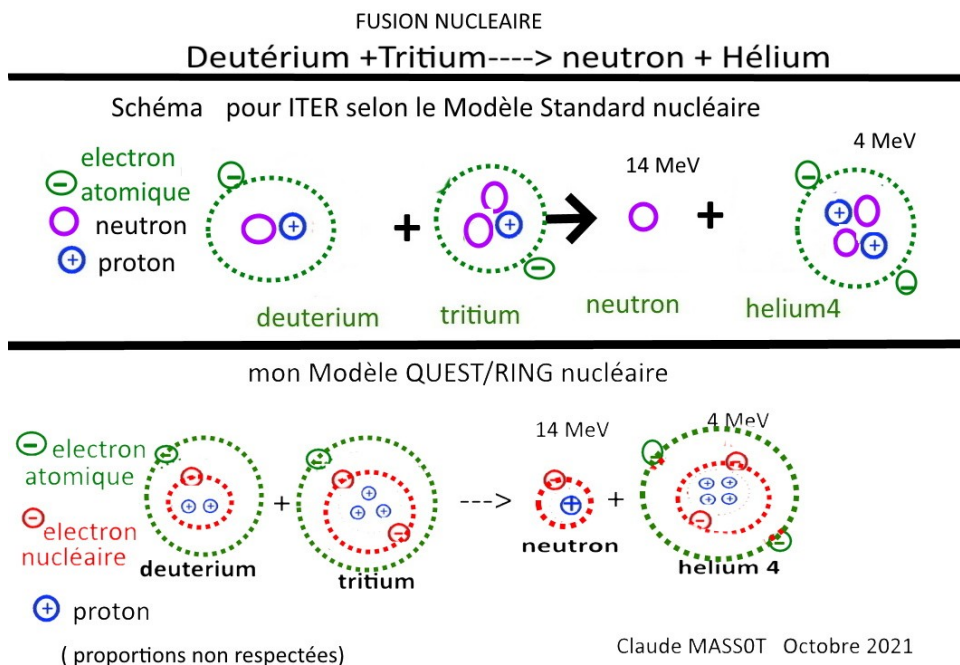 FUSION NUCLEAIRE
Deutérium +Tritium----> neutron + Hélium
Schéma pour ITER selon le Modèle Standard nucléaire
electron
atomique
neutron
proton
14 MeV
4 MeV
deuterium
tritium
neutron
helium4
mon Modèle QUEST/RING nucléaire
electron
atomique
electron
nucléaire
proton
14 MeV
4 MeV
deuterium
+
tritium
--->
neutron
+
helium 4
( proportions non respectées)
Claude MASS0T Octobre 2021